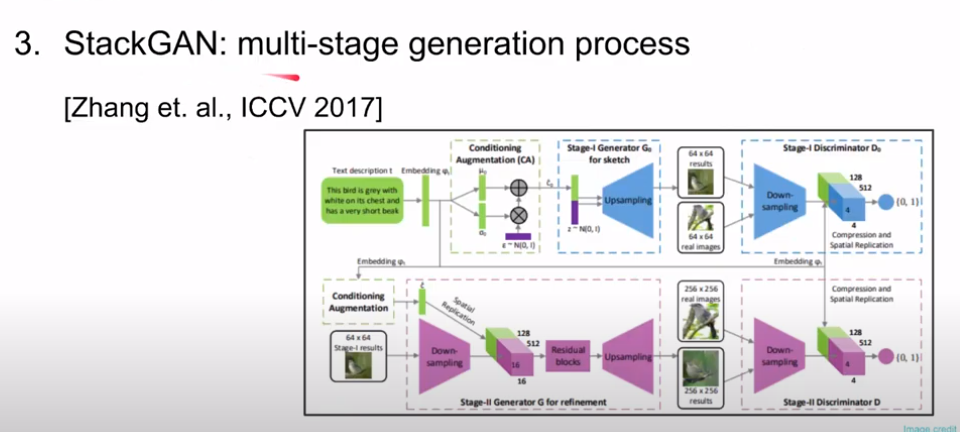 3. StackGAN: multi-stage generation process
[Zhang et. al., ICCV 2017]
Conditioning
Augmentation (CA)
Stage-I Generator G₀
for sketch
Stage-I Discriminator D₀
Text description t
Embedding φₜ
This bird is grey with
white on its chest and
has a very short beak
μ₀
σ₀
ε ~ N(0, I)
ĉ₀
z ~ N(0, I)
Upsampling
64 x 64
results
64 x 64
real images
Down-
sampling
128
512
4
4
{0, 1}
Compression and
Spatial Replication
Embedding φₜ
Embedding φₜ
Conditioning
Augmentation
64 x 64
Stage-I results
ĉ
Spatial
Replication
Down-
sampling
128
512
16
16
Residual
blocks
Upsampling
256 x 256
real images
256 x 256
results
Compression and
Spatial Replication
Down-
sampling
128
512
4
4
{0, 1}
Stage-II Generator G for refinement
Stage-II Discriminator D
Image credit